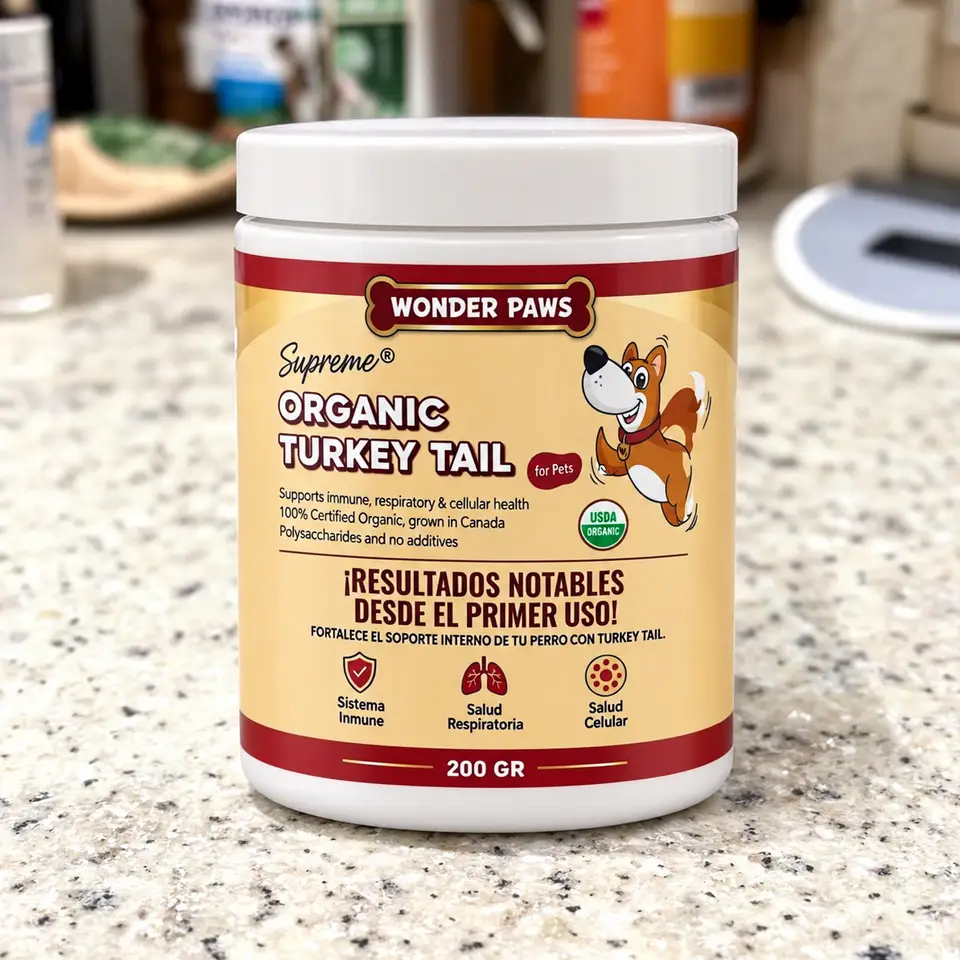 WONDER PAWS
Supreme®
ORGANIC
TURKEY TAIL
for Pets
Supports immune, respiratory & cellular health
100% Certified Organic, grown in Canada
Polysaccharides and no additives
USDA
ORGANIC
¡RESULTADOS NOTABLES
DESDE EL PRIMER USO!
FORTALECE EL SOPORTE INTERNO DE TU PERRO CON TURKEY TAIL.
Sistema
Inmune
Salud
Respiratoria
Salud
Celular
200 GR